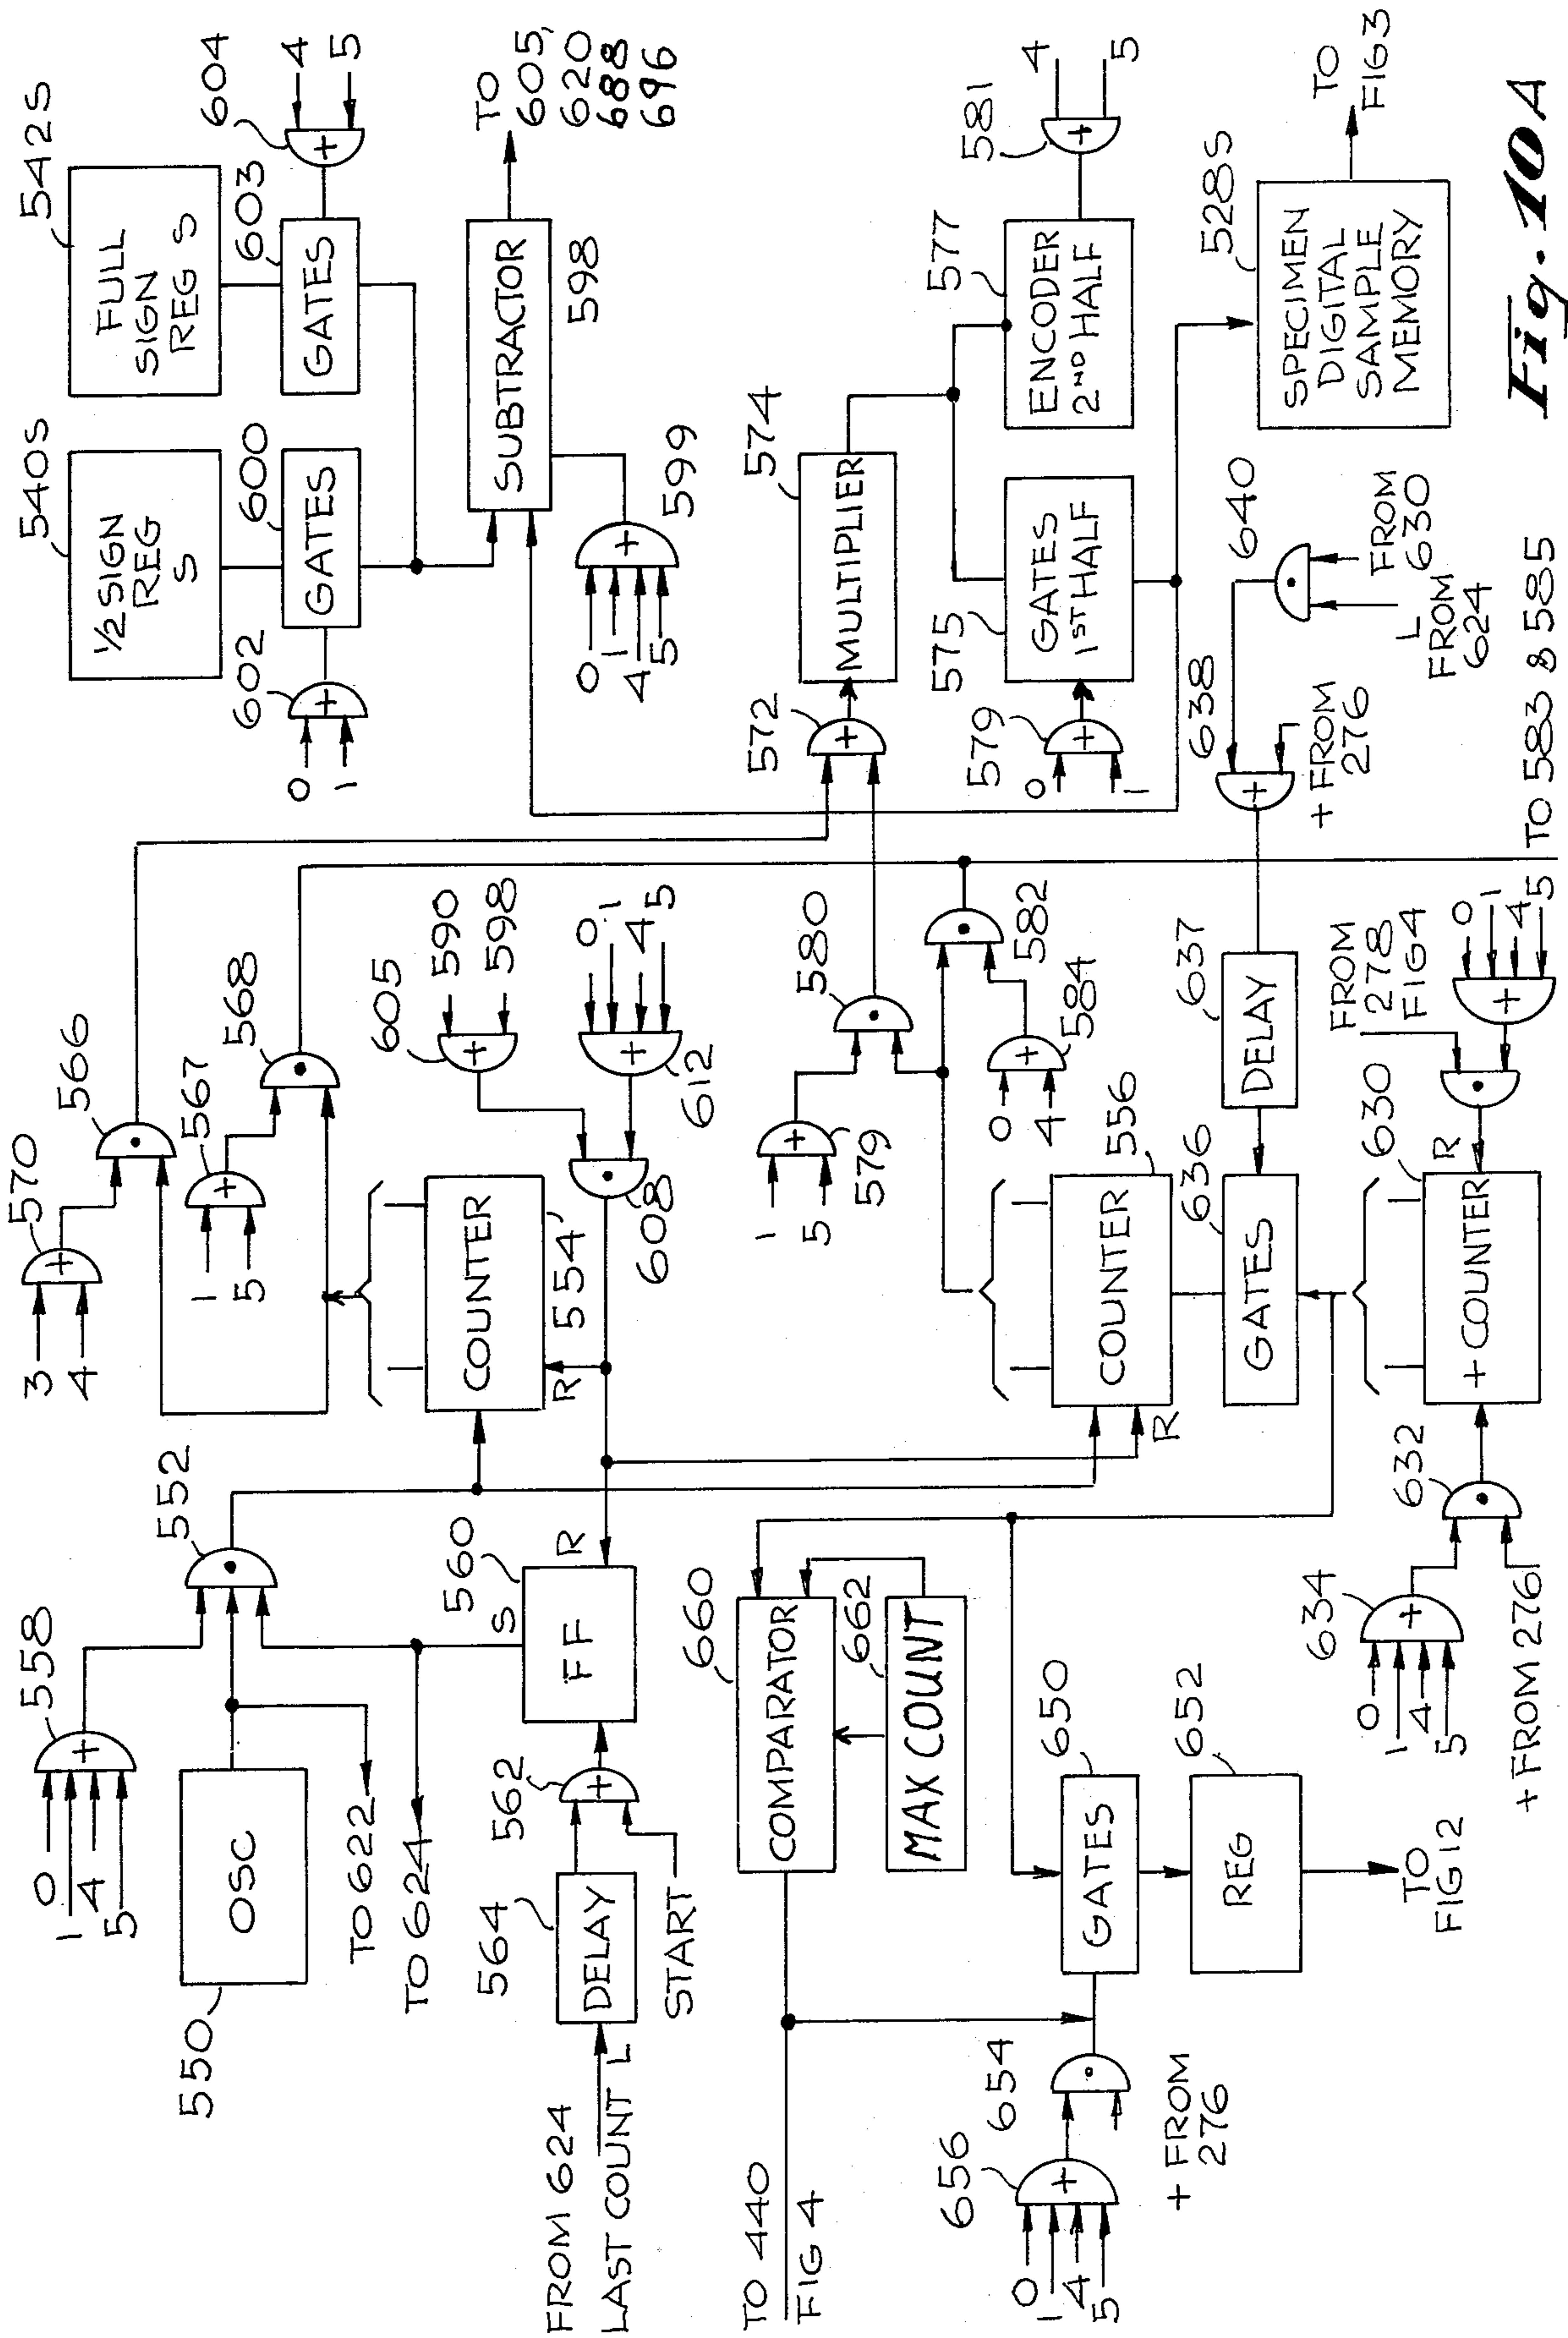 558
0
1
4
5
OSC
550
552
TO 622
TO 624
564
DELAY
562
START
FROM 624
LAST COUNT L
560
S
FF
R
570
3
4
566
567
1
5
568
COUNTER
554
R
605
590
598
0
1
4
5
612
608
540S
1/2 SIGN
REG
S
542S
FULL
SIGN
REG S
602
0
1
600
GATES
603
GATES
604
4
5
SUBTRACTOR
598
TO
605,
620
688
696
0
1
4
5
599
572
574
MULTIPLIER
575
GATES
1ST HALF
577
ENCODER
2ND HALF
581
4
5
579
0
1
528S
SPECIMEN
DIGITAL
SAMPLE
MEMORY
TO
FIG 3
580
1
5
579
582
0
4
584
COUNTER
556
R
636
GATES
637
DELAY
638
+ FROM
276
640
L
FROM
624
FROM
630
TO 583 & 585
660
COMPARATOR
662
MAX COUNT
TO 440
FIG 4
656
0
1
4
5
654
+ FROM
276
650
GATES
652
REG
TO
FIG 12
634
0
1
4
5
632
+ FROM 276
+ COUNTER
630
R
FROM
278
FIG 4
0
1
4
5
Fig. 10A